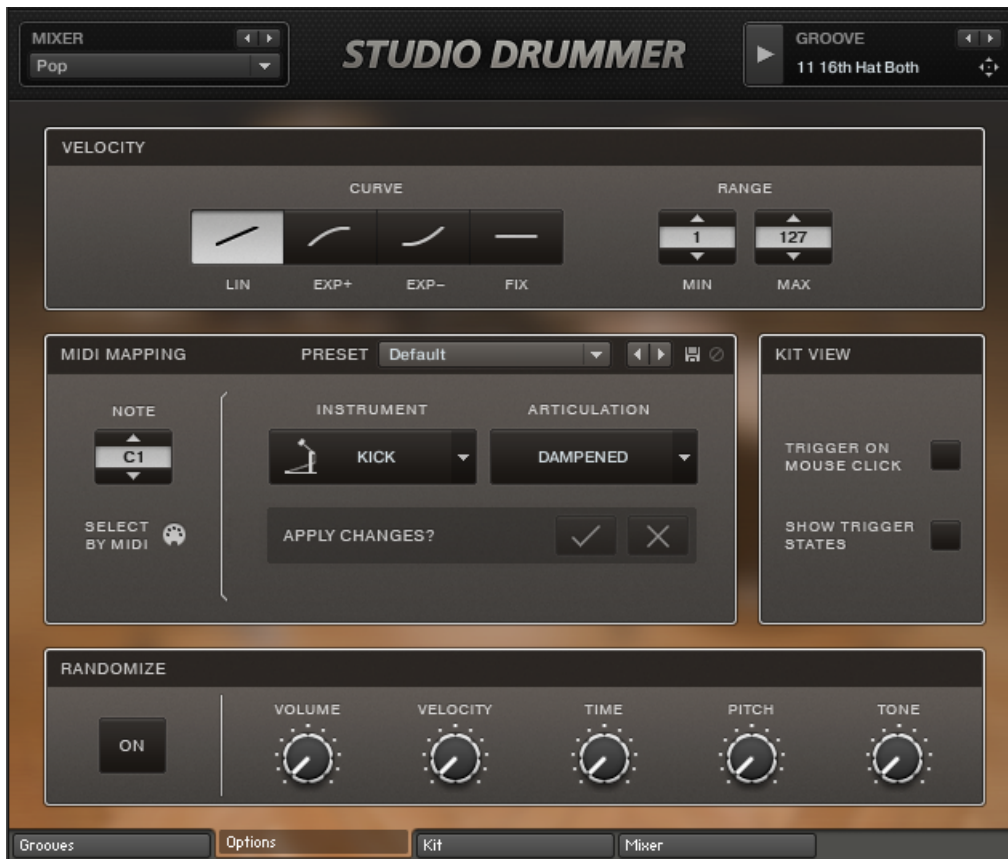 MIXER
Pop
STUDIO DRUMMER
GROOVE
11 16th Hat Both
VELOCITY
CURVE
RANGE
1
127
LIN
EXP+
EXP–
FIX
MIN
MAX
MIDI MAPPING
PRESET
Default
KIT VIEW
NOTE
INSTRUMENT
ARTICULATION
C1
KICK
DAMPENED
TRIGGER ON
MOUSE CLICK
SELECT
BY MIDI
APPLY CHANGES?
SHOW TRIGGER
STATES
RANDOMIZE
ON
VOLUME
VELOCITY
TIME
PITCH
TONE
Grooves
Options
Kit
Mixer